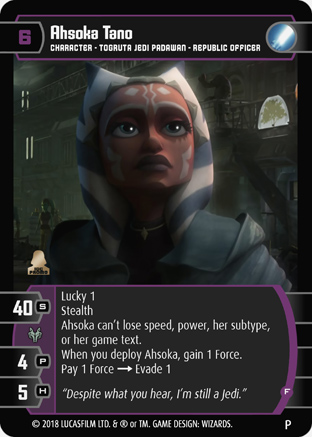 6 Ahsoka Tano
CHARACTER - TOGRUTA JEDI PADAWAN - REPUBLIC OFFICER
40 S
4 P
5 H
Lucky 1
Stealth
Ahsoka can't lose speed, power, her subtype,
or her game text.
When you deploy Ahsoka, gain 1 Force.
Pay 1 Force → Evade 1
"Despite what you hear, I'm still a Jedi."
F
© 2018 LUCASFILM LTD. & ® or TM. GAME DESIGN: WIZARDS.
P